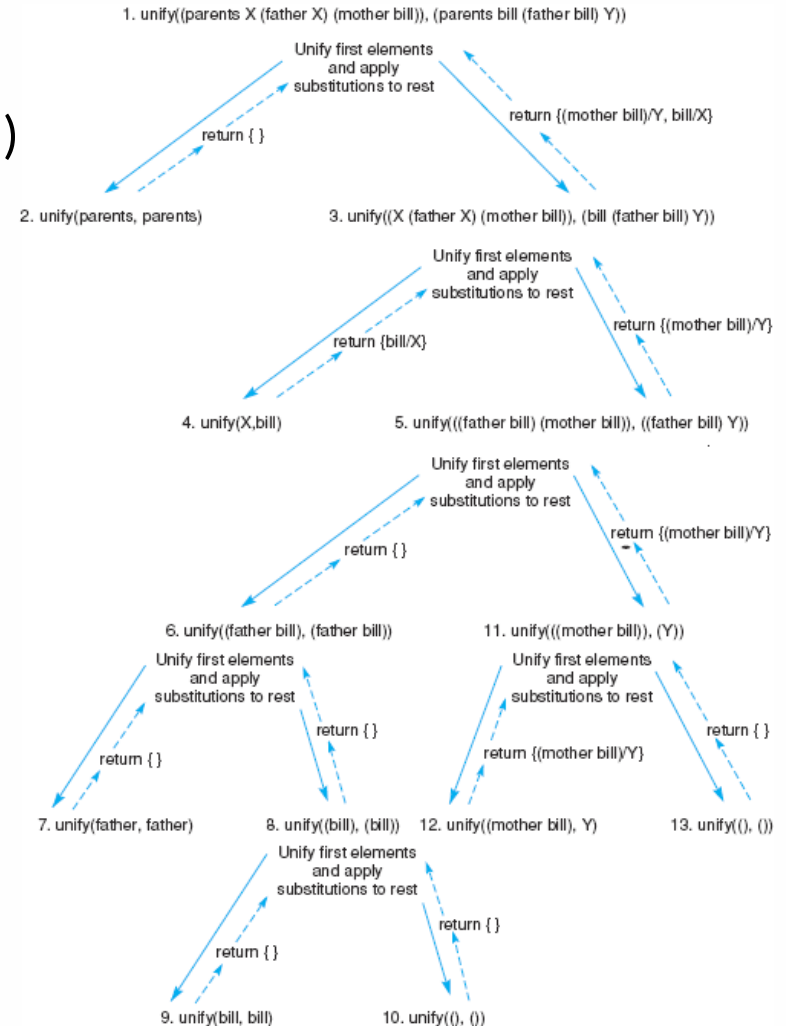 1. unify((parents X (father X) (mother bill)), (parents bill (father bill) Y))
Unify first elements
and apply
substitutions to rest
)
return { }
return {(mother bill)/Y, bill/X}
2. unify(parents, parents)
3. unify((X (father X) (mother bill)), (bill (father bill) Y))
Unify first elements
and apply
substitutions to rest
return {bill/X}
return {(mother bill)/Y}
4. unify(X,bill)
5. unify(((father bill) (mother bill)), ((father bill) Y))
Unify first elements
and apply
substitutions to rest
return { }
return {(mother bill)/Y}
6. unify((father bill), (father bill))
11. unify(((mother bill)), (Y))
Unify first elements
and apply
substitutions to rest
Unify first elements
and apply
substitutions to rest
return { }
return { }
return {(mother bill)/Y}
return { }
7. unify(father, father)
8. unify((bill), (bill))
12. unify((mother bill), Y)
13. unify((), ())
Unify first elements
and apply
substitutions to rest
return { }
return { }
9. unify(bill, bill)
10. unify((), ())